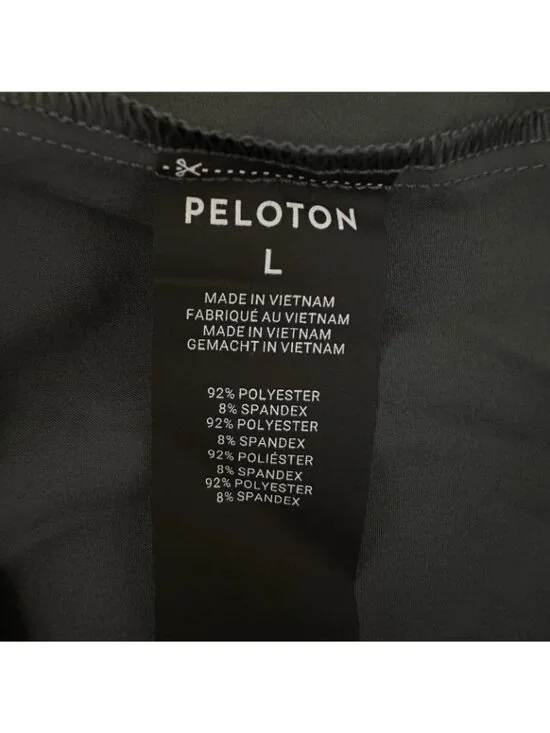 PELOTON
L
MADE IN VIETNAM
FABRIQUÉ AU VIETNAM
MADE IN VIETNAM
GEMACHT IN VIETNAM
92% POLYESTER
8% SPANDEX
92% POLYESTER
8% SPANDEX
92% POLIÉSTER
8% SPANDEX
92% POLYESTER
8% SPANDEX